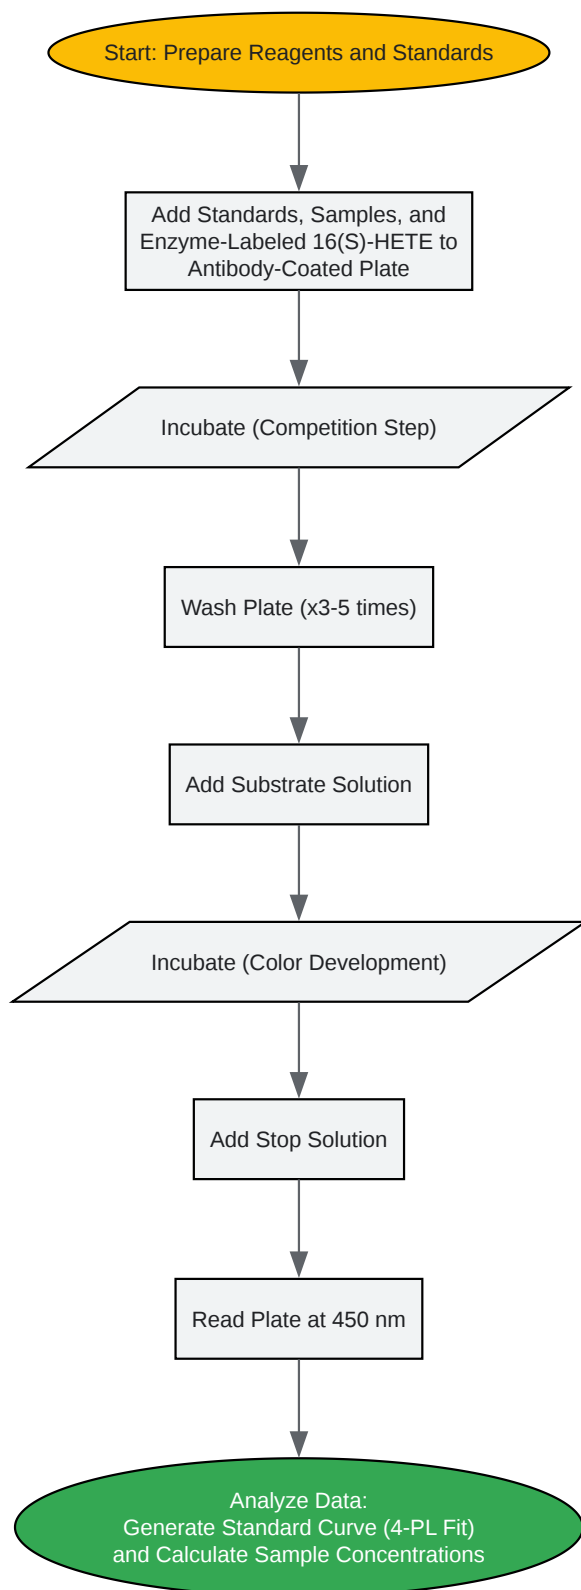 Start: Prepare Reagents and Standards
Add Standards, Samples, and
Enzyme-Labeled 16(S)-HETE to
Antibody-Coated Plate
Incubate (Competition Step)
Wash Plate (x3-5 times)
Add Substrate Solution
Incubate (Color Development)
Add Stop Solution
Read Plate at 450 nm
Analyze Data:
Generate Standard Curve (4-PL Fit)
and Calculate Sample Concentrations